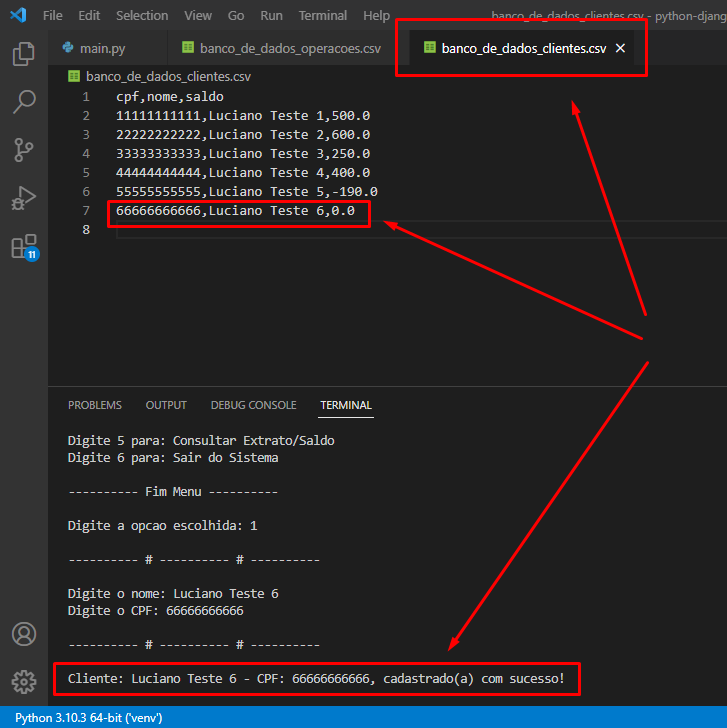 File Edit Selection View Go Run Terminal Help banco_de_dados_clientes.csv - python-djang
main.py banco_de_dados_operacoes.csv banco_de_dados_clientes.csv
banco_de_dados_clientes.csv
1 cpf,nome,saldo
2 11111111111,Luciano Teste 1,500.0
3 22222222222,Luciano Teste 2,600.0
4 33333333333,Luciano Teste 3,250.0
5 44444444444,Luciano Teste 4,400.0
6 55555555555,Luciano Teste 5,-190.0
7 66666666666,Luciano Teste 6,0.0
8
11
PROBLEMS OUTPUT DEBUG CONSOLE TERMINAL
Digite 5 para: Consultar Extrato/Saldo
Digite 6 para: Sair do Sistema
---------- Fim Menu ----------
Digite a opcao escolhida: 1
---------- # ---------- # ----------
Digite o nome: Luciano Teste 6
Digite o CPF: 66666666666
---------- # ---------- # ----------
Cliente: Luciano Teste 6 - CPF: 66666666666, cadastrado(a) com sucesso!
Python 3.10.3 64-bit ('venv')